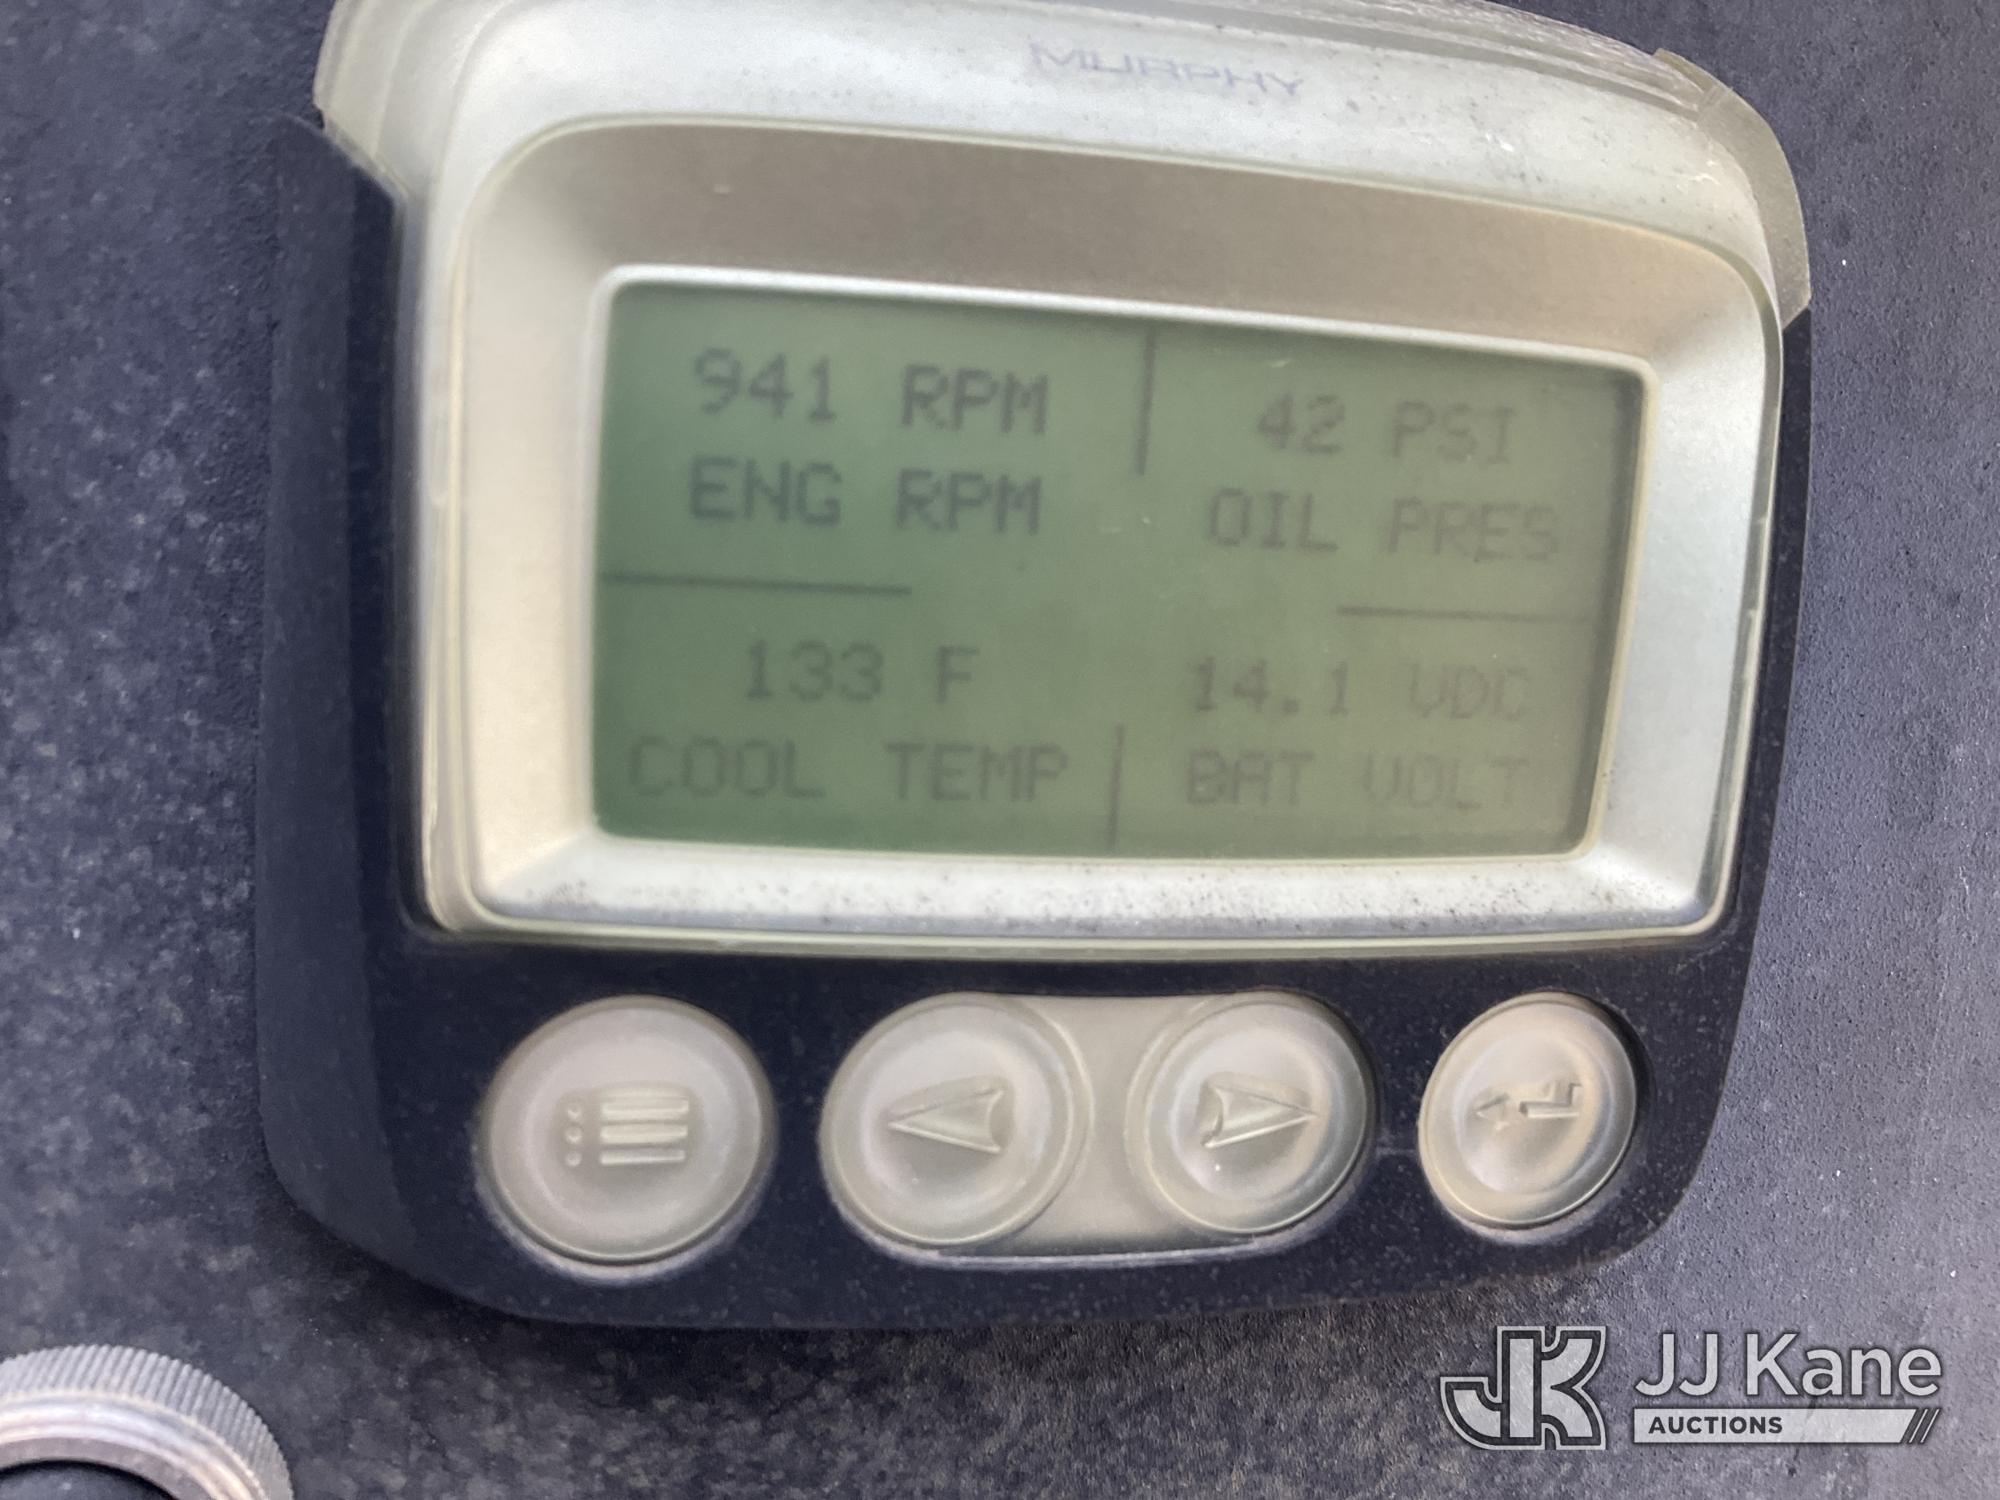 MURPHY
941 RPM
ENG RPM
42 PSI
OIL PRES
133 F
COOL TEMP
14.1 VDC
BAT VOLT
JK JJ Kane
AUCTIONS